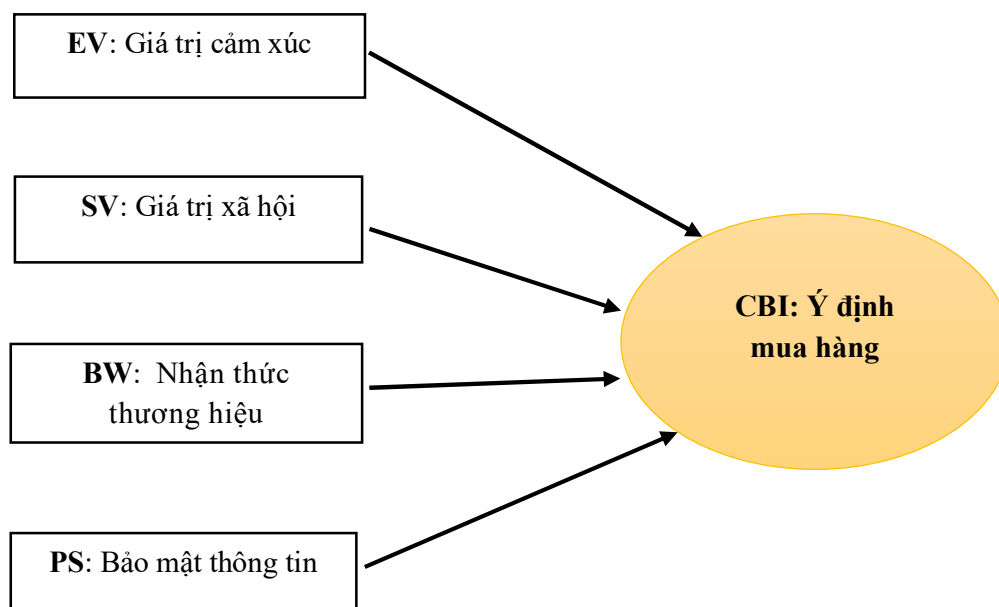 EV: Giá trị cảm xúc
SV: Giá trị xã hội
CBI: Ý định
mua hàng
BW: Nhận thức
thương hiệu
PS: Bảo mật thông tin